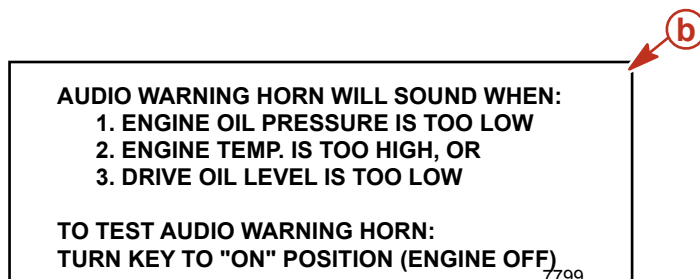 b
AUDIO WARNING HORN WILL SOUND WHEN:
1. ENGINE OIL PRESSURE IS TOO LOW
2. ENGINE TEMP. IS TOO HIGH, OR
3. DRIVE OIL LEVEL IS TOO LOW
TO TEST AUDIO WARNING HORN:
TURN KEY TO "ON" POSITION (ENGINE OFF)
7799